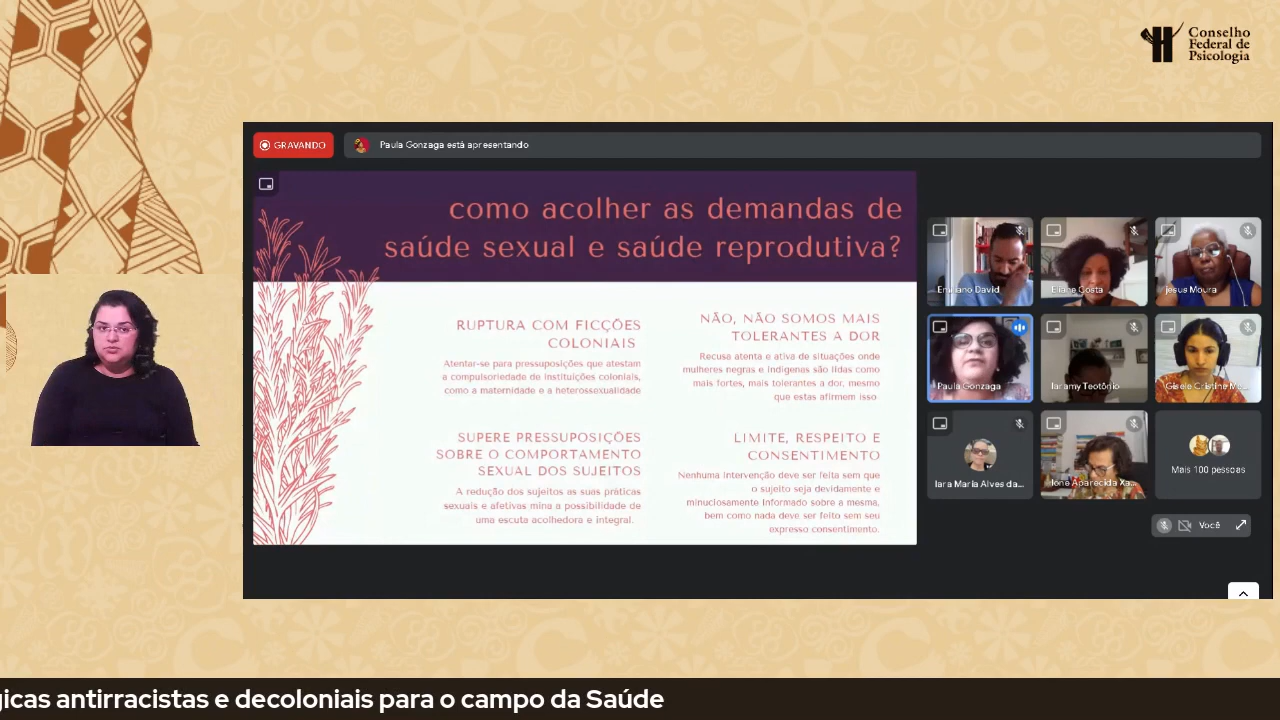 Conselho
Federal de
Psicologia
GRAVANDO
Paula Gonzaga está apresentando
como acolher as demandas de
saúde sexual e saúde reprodutiva?
RUPTURA COM FICÇÕES
COLONIAIS
Atentar-se para pressuposições que atestam
a compulsoriedade de instituições coloniais,
como a maternidade e a heterossexualidade
NÃO, NÃO SOMOS MAIS
TOLERANTES A DOR
Recusa atenta e ativa de situações onde
mulheres negras e indígenas são lidas como
mais fortes, mais tolerantes a dor, mesmo
que estas afirmem isso
SUPERE PRESSUPOSIÇÕES
SOBRE O COMPORTAMENTO
SEXUAL DOS SUJEITOS
A redução dos sujeitos as suas práticas
sexuais e afetivas mina a possibilidade de
uma escuta acolhedora e integral.
LIMITE, RESPEITO E
CONSENTIMENTO
Nenhuma intervenção deve ser feita sem que
o sujeito seja devidamente e
minuciosamente informado sobre a mesma,
bem como nada deve ser feito sem seu
expresso consentimento.
Emiliano David
Eliane Costa
jesus Moura
Paula Gonzaga
Iaramy Teotônio
Gisele Cristine M...
Iara Maria Alves da...
Ione Aparecida Xa...
Mais 100 pessoas
Você
gicas antirracistas e decoloniais para o campo da Saúde